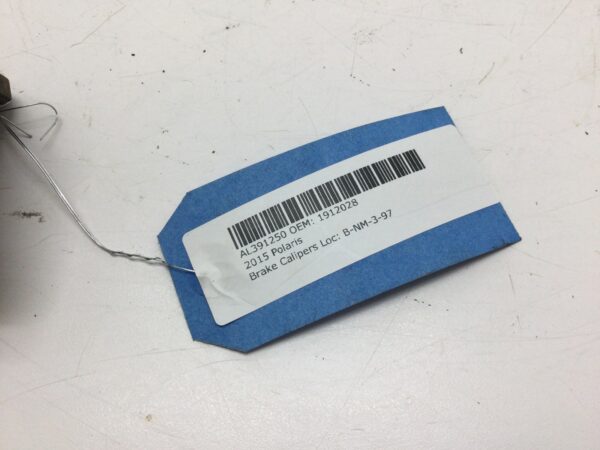 AL391250 OEM: 1912028
2015 Polaris
Brake Calipers Loc: B-NM-3-97